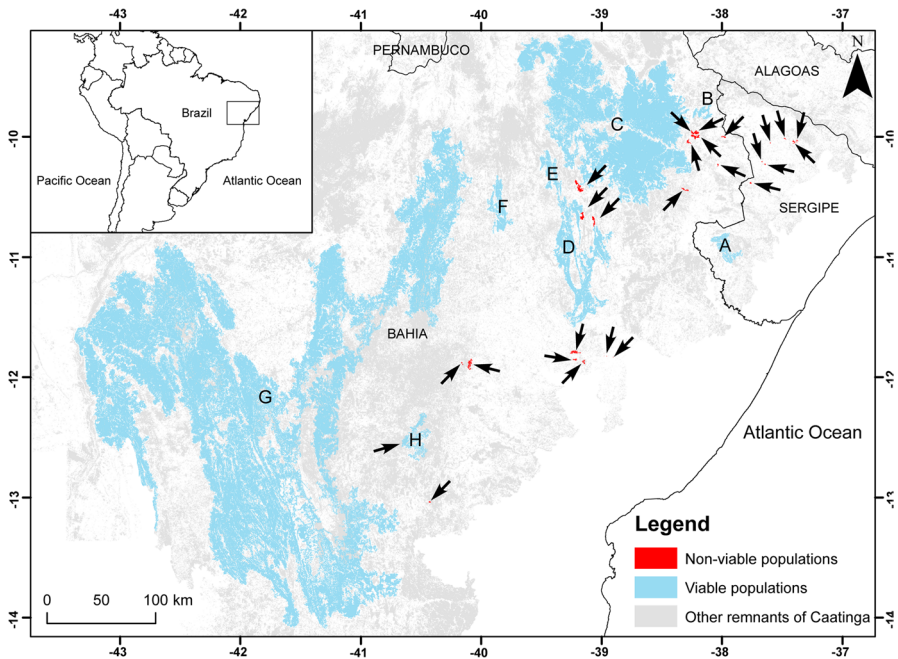 -43 -42 -41 -40 -39 -38 -37
PERNAMBUCO
N
ALAGOAS
Brazil
B
C
-10 -10
Pacific Ocean
Atlantic Ocean
E
F
SERGIPE
D
A
-11 -11
BAHIA
-12 -12
G
H
Atlantic Ocean
-13 -13
Legend
Non-viable populations
Viable populations
Other remnants of Caatinga
0 50 100 km
-14 -14
-43 -42 -41 -40 -39 -38 -37